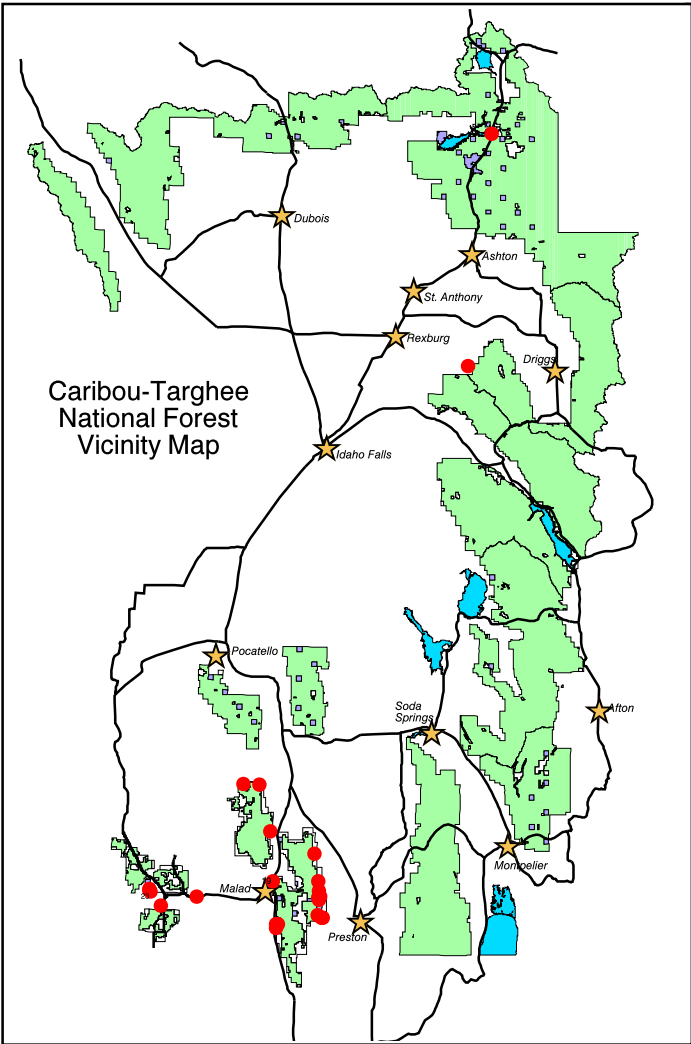 Dubois
Ashton
St. Anthony
Rexburg
Driggs
Caribou-Targhee
National Forest
Vicinity Map
Idaho Falls
Pocatello
Soda
Springs
Afton
Montpelier
Malad
Preston